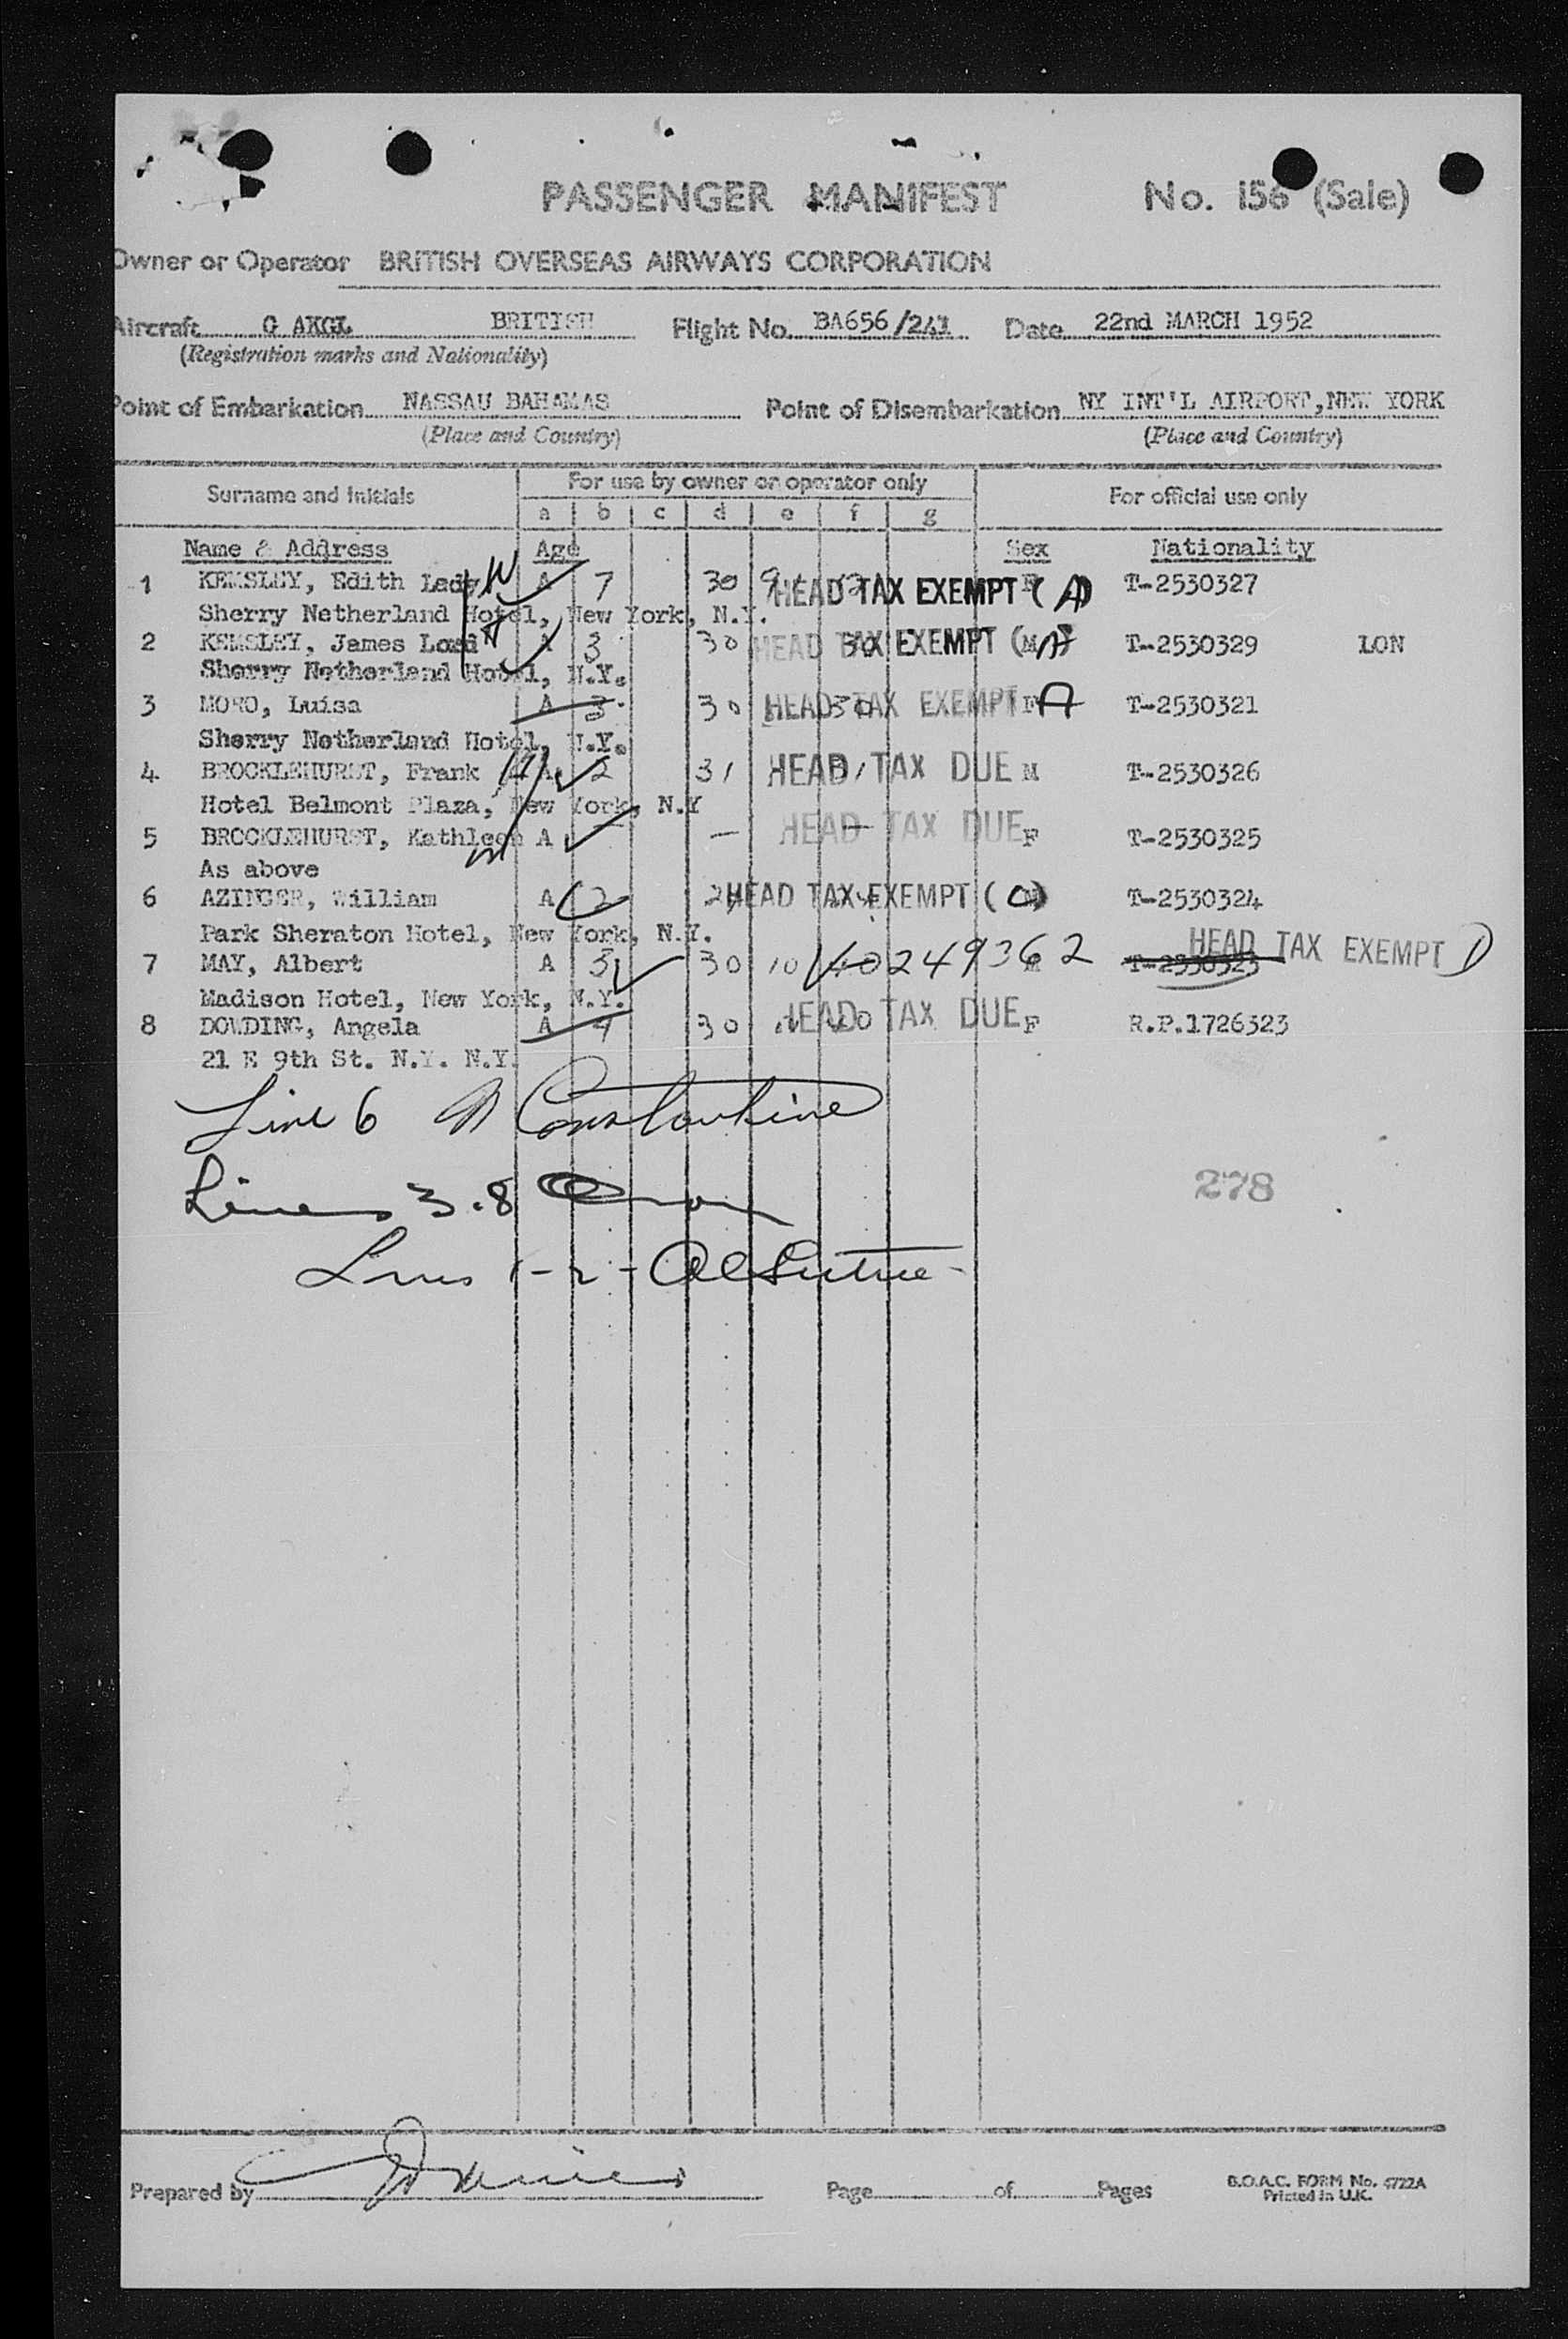 PASSENGER MANIFEST No. 156 (Sale)
Owner or Operator BRITISH OVERSEAS AIRWAYS CORPORATION
Aircraft G AKGL BRITISH Flight No. BA656/241 Date 22nd MARCH 1952
(Registration marks and Nationality)
Point of Embarkation NASSAU BAHAMAS Point of Disembarkation NY INT'L AIRPORT, NEW YORK
(Place and Country) (Place and Country)
Surname and Initials For use by owner or operator only For official use only
a b c d e f g
Name & Address Age Sex Nationality
1 KEMSLEY, Edith Lady A 7 30 9 HEAD TAX EXEMPT (A) F T-2530327
Sherry Netherland Hotel, New York, N.Y.
2 KEMSLEY, James Lord A 3 30 30 HEAD TAX EXEMPT (A) M T-2530329 LON
Sherry Netherland Hotel, N.Y.
3 MORO, Luisa A 3 30 30 HEAD TAX EXEMPT A F T-2530321
Sherry Netherland Hotel, N.Y.
4 BROCKLEHURST, Frank A 2 31 HEAD TAX DUE M T-2530326
Hotel Belmont Plaza, New York, N.Y
5 BROCKLEHURST, Kathleen A — HEAD TAX DUE F T-2530325
As above
6 AZINGER, William A 2 HEAD TAX EXEMPT (C) T-2530324
Park Sheraton Hotel, New York, N.Y.
7 MAY, Albert A 3 30 10 40249362 M T-2530323 HEAD TAX EXEMPT D
Madison Hotel, New York, N.Y.
8 DOWDING, Angela A 4 30 HEAD TAX DUE F R.P.1726323
21 E 9th St. N.Y. N.Y.
Line 6 Constantine
Lines 3.8
278
Lines 1-2-
Prepared by Page of Pages B.O.A.C. FORM No. 4722A
Printed in U.K.